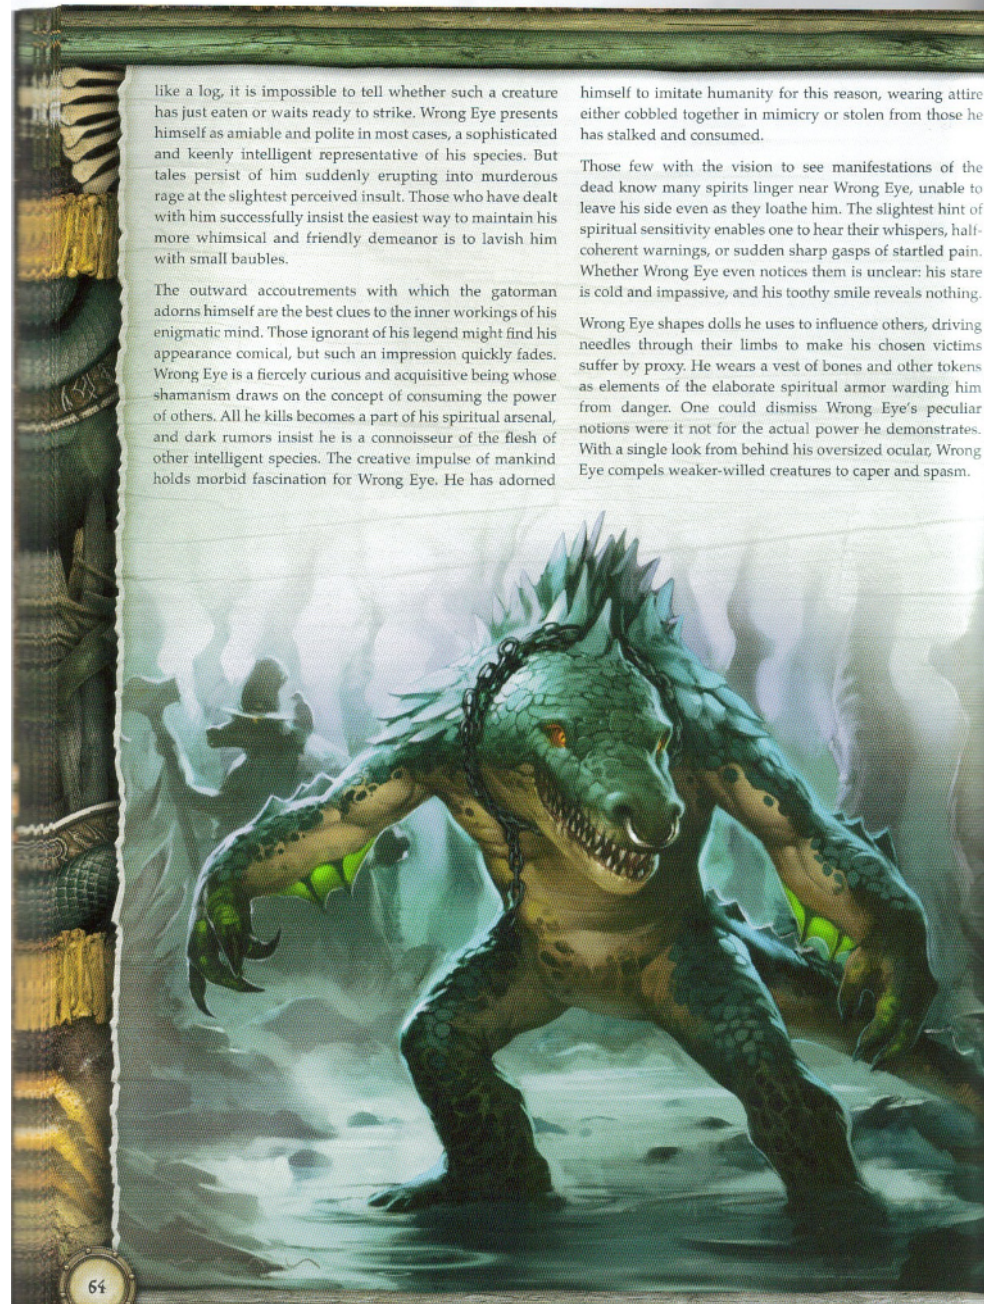 like a log, it is impossible to tell whether such a creature
has just eaten or waits ready to strike. Wrong Eye presents
himself as amiable and polite in most cases, a sophisticated
and keenly intelligent representative of his species. But
tales persist of him suddenly erupting into murderous
rage at the slightest perceived insult. Those who have dealt
with him successfully insist the easiest way to maintain his
more whimsical and friendly demeanor is to lavish him
with small baubles.
The outward accoutrements with which the gatorman
adorns himself are the best clues to the inner workings of his
enigmatic mind. Those ignorant of his legend might find his
appearance comical, but such an impression quickly fades.
Wrong Eye is a fiercely curious and acquisitive being whose
shamanism draws on the concept of consuming the power
of others. All he kills becomes a part of his spiritual arsenal,
and dark rumors insist he is a connoisseur of the flesh of
other intelligent species. The creative impulse of mankind
holds morbid fascination for Wrong Eye. He has adorned
himself to imitate humanity for this reason, wearing attire
either cobbled together in mimicry or stolen from those he
has stalked and consumed.
Those few with the vision to see manifestations of the
dead know many spirits linger near Wrong Eye, unable to
leave his side even as they loathe him. The slightest hint of
spiritual sensitivity enables one to hear their whispers, half-
coherent warnings, or sudden sharp gasps of startled pain.
Whether Wrong Eye even notices them is unclear: his stare
is cold and impassive, and his toothy smile reveals nothing.
Wrong Eye shapes dolls he uses to influence others, driving
needles through their limbs to make his chosen victims
suffer by proxy. He wears a vest of bones and other tokens
as elements of the elaborate spiritual armor warding him
from danger. One could dismiss Wrong Eye's peculiar
notions were it not for the actual power he demonstrates.
With a single look from behind his oversized ocular, Wrong
Eye compels weaker-willed creatures to caper and spasm.
64